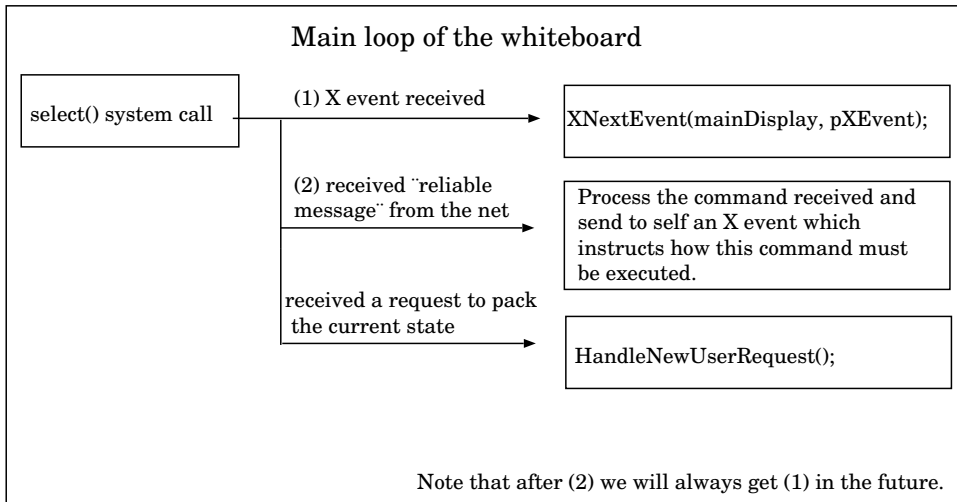 Main loop of the whiteboard
select() system call
(1) X event received
XNextEvent(mainDisplay, pXEvent);
(2) received ¨reliable
message¨ from the net
Process the command received and
send to self an X event which
instructs how this command must
be executed.
received a request to pack
the current state
HandleNewUserRequest();
Note that after (2) we will always get (1) in the future.